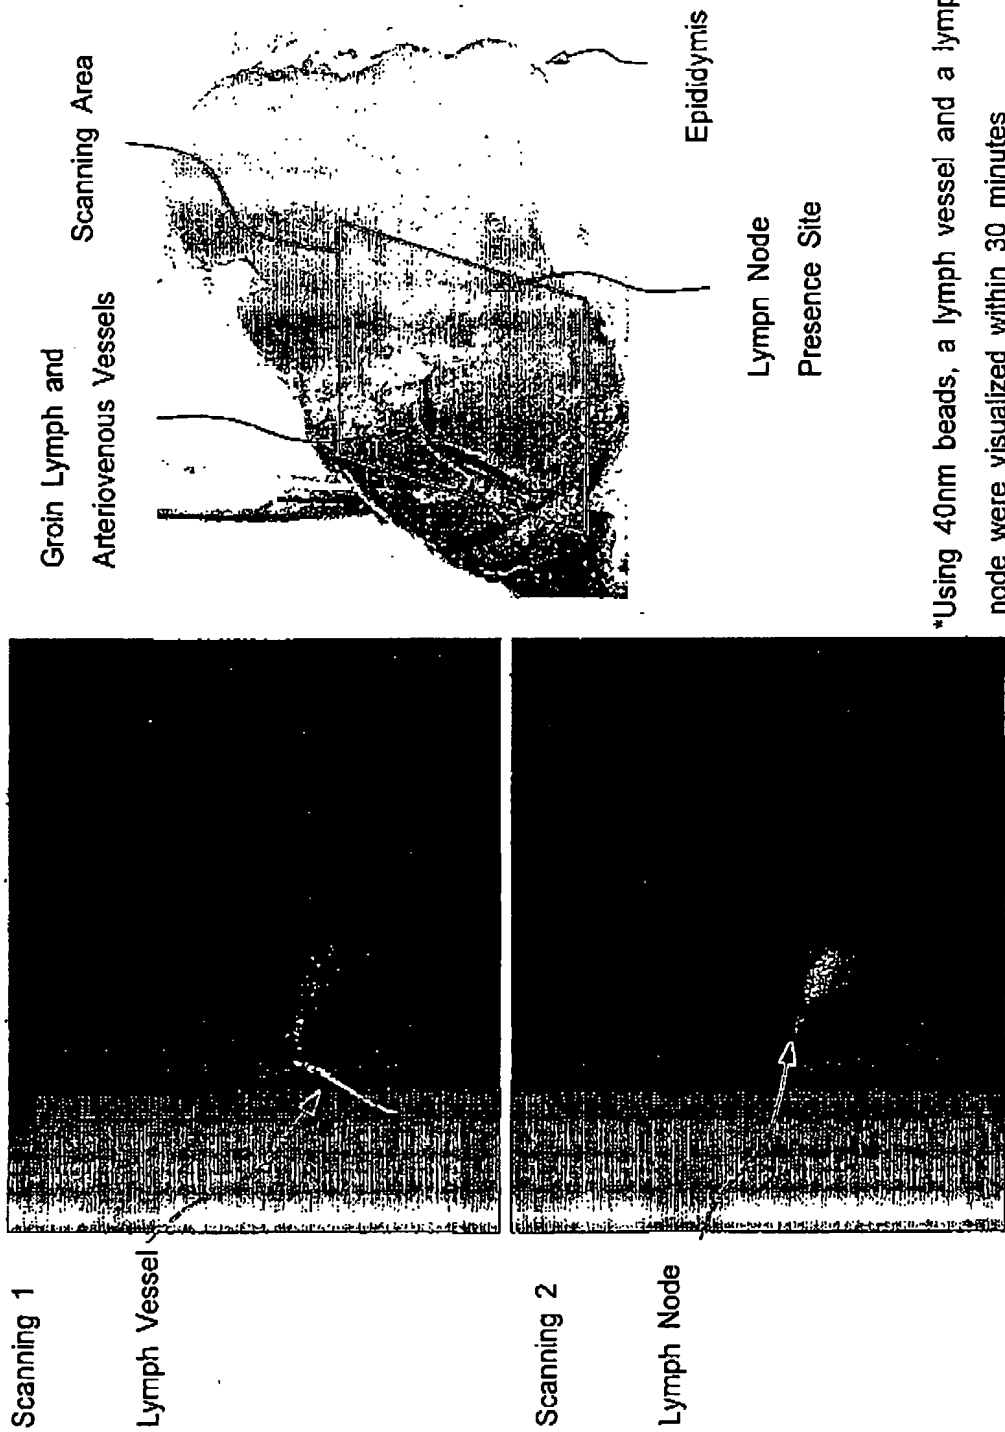 Scanning 1
Lymph Vessel
Scanning 2
Lymph Node
Groin Lymph and
Arteriovenous Vessels
Scanning Area
Lympn Node
Presence Site
Epididymis
*Using 40nm beads, a lymph vessel and a lymp
node were visualized within 30 minutes